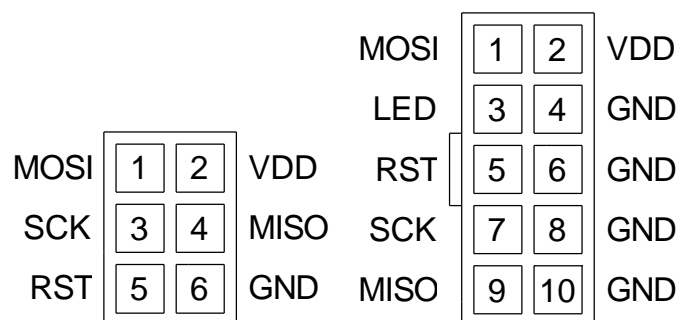 MOSI 1 2 VDD
SCK 3 4 MISO
RST 5 6 GND
MOSI 1 2 VDD
LED 3 4 GND
RST 5 6 GND
SCK 7 8 GND
MISO 9 10 GND